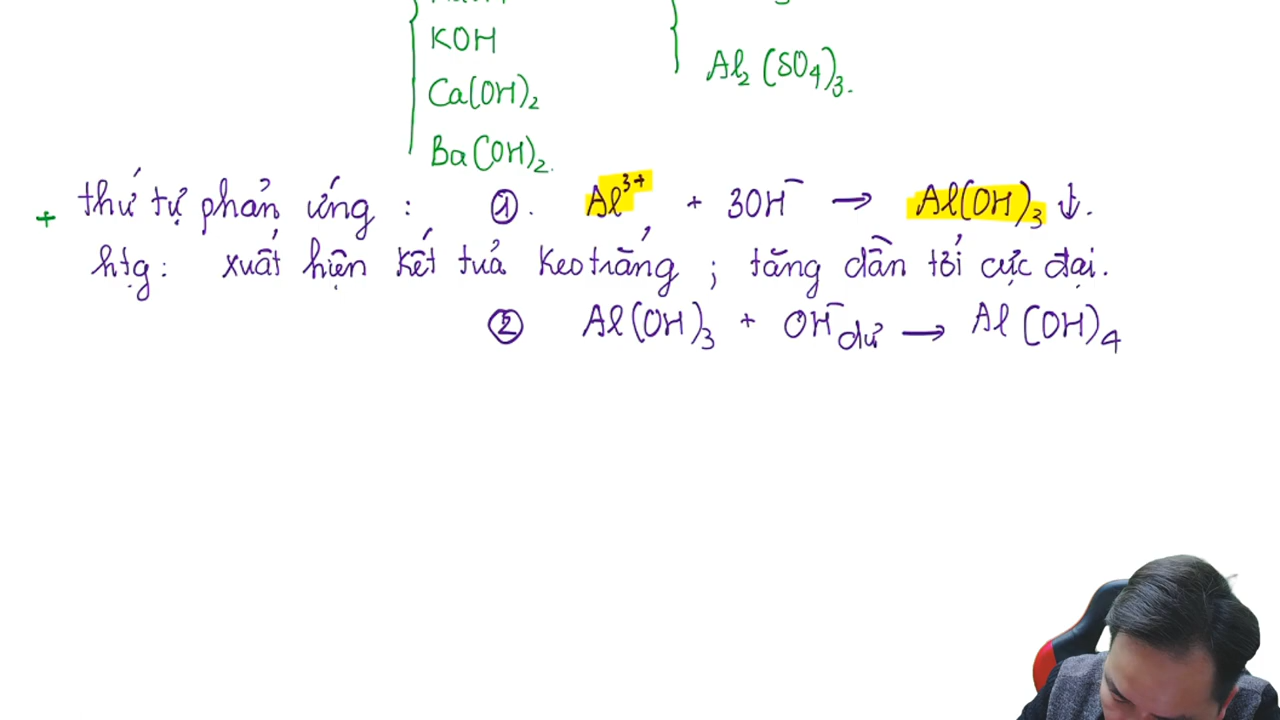 KOH
Al₂(SO₄)₃.
Ca(OH)₂
Ba(OH)₂.
+ thứ tự phản ứng : ①. Al³⁺ + 3OH⁻ → Al(OH)₃ ↓.
htg : xuất hiện kết tuả keo trắng ; tăng dần tới cực đại.
② Al(OH)₃ + OH⁻ dư → Al(OH)₄